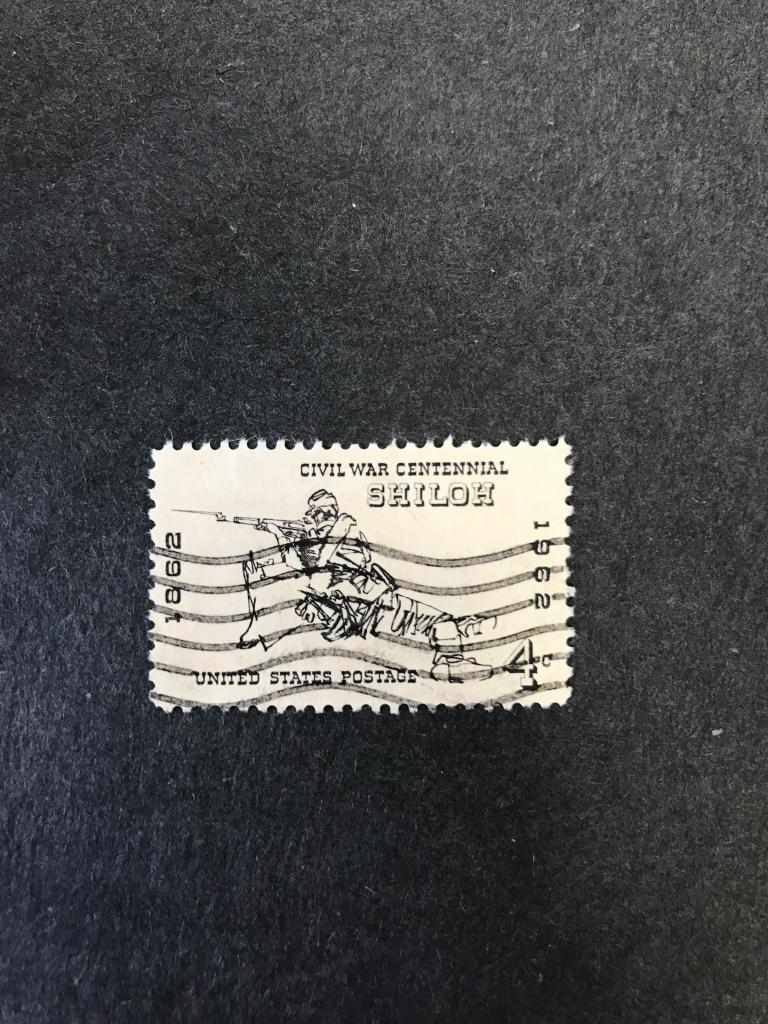 CIVIL WAR CENTENNIAL
SHILOH
1862
1962
UNITED STATES POSTAGE
4c